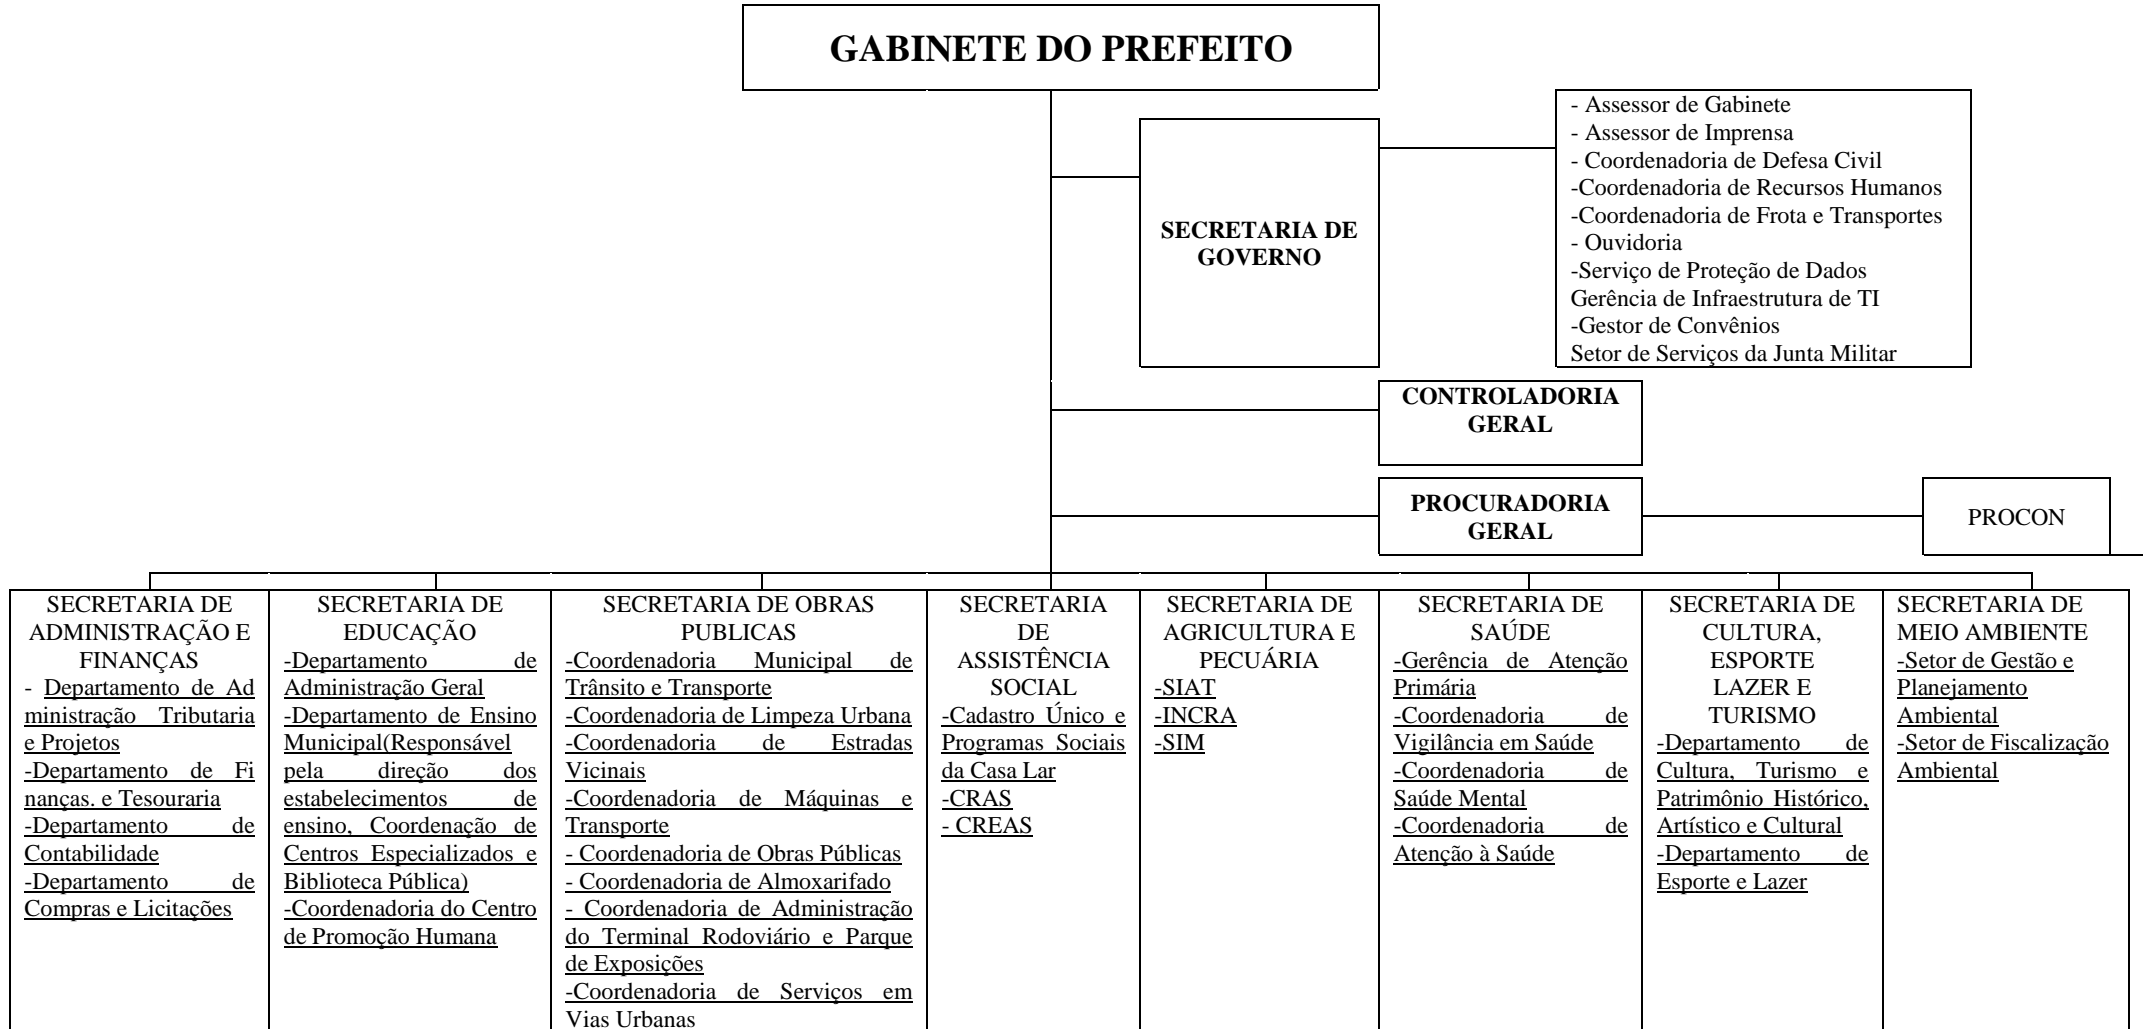 GABINETE DO PREFEITO
- Assessor de Gabinete
- Assessor de Imprensa
- Coordenadoria de Defesa Civil
-Coordenadoria de Recursos Humanos
-Coordenadoria de Frota e Transportes
- Ouvidoria
-Serviço de Proteção de Dados
Gerência de Infraestrutura de TI
-Gestor de Convênios
Setor de Serviços da Junta Militar
SECRETARIA DE
GOVERNO
CONTROLADORIA
GERAL
PROCURADORIA
GERAL
PROCON
SECRETARIA DE
ADMINISTRAÇÃO E
FINANÇAS
- Departamento de Ad
ministração Tributaria
e Projetos
-Departamento de Fi
nanças. e Tesouraria
-Departamento de
Contabilidade
-Departamento de
Compras e Licitações
SECRETARIA DE
EDUCAÇÃO
-Departamento de
Administração Geral
-Departamento de Ensino
Municipal(Responsável
pela direção dos
estabelecimentos de
ensino, Coordenação de
Centros Especializados e
Biblioteca Pública)
-Coordenadoria do Centro
de Promoção Humana
SECRETARIA DE OBRAS
PUBLICAS
-Coordenadoria Municipal de
Trânsito e Transporte
-Coordenadoria de Limpeza Urbana
-Coordenadoria de Estradas
Vicinais
-Coordenadoria de Máquinas e
Transporte
- Coordenadoria de Obras Públicas
- Coordenadoria de Almoxarifado
- Coordenadoria de Administração
do Terminal Rodoviário e Parque
de Exposições
-Coordenadoria de Serviços em
Vias Urbanas
SECRETARIA
DE
ASSISTÊNCIA
SOCIAL
-Cadastro Único e
Programas Sociais
da Casa Lar
-CRAS
- CREAS
SECRETARIA DE
AGRICULTURA E
PECUÁRIA
-SIAT
-INCRA
-SIM
SECRETARIA DE
SAÚDE
-Gerência de Atenção
Primária
-Coordenadoria de
Vigilância em Saúde
-Coordenadoria de
Saúde Mental
-Coordenadoria de
Atenção à Saúde
SECRETARIA DE
CULTURA,
ESPORTE
LAZER E
TURISMO
-Departamento de
Cultura, Turismo e
Patrimônio Histórico,
Artístico e Cultural
-Departamento de
Esporte e Lazer
SECRETARIA DE
MEIO AMBIENTE
-Setor de Gestão e
Planejamento
Ambiental
-Setor de Fiscalização
Ambiental